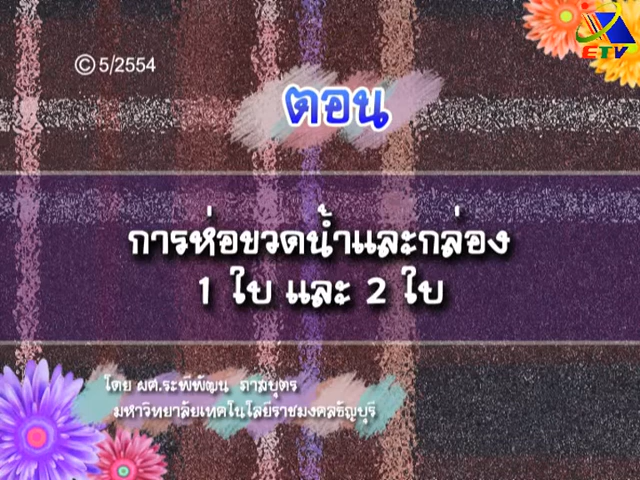 ETV
© 5/2554
ตอน
การห่อขวดน้ำและกล่อง
1 ใบ และ 2 ใบ
โดย ผศ.ระพีพัฒน ภาสบุตร
มหาวิทยาลัยเทคโนโลยีราชมงคลธัญบุรี